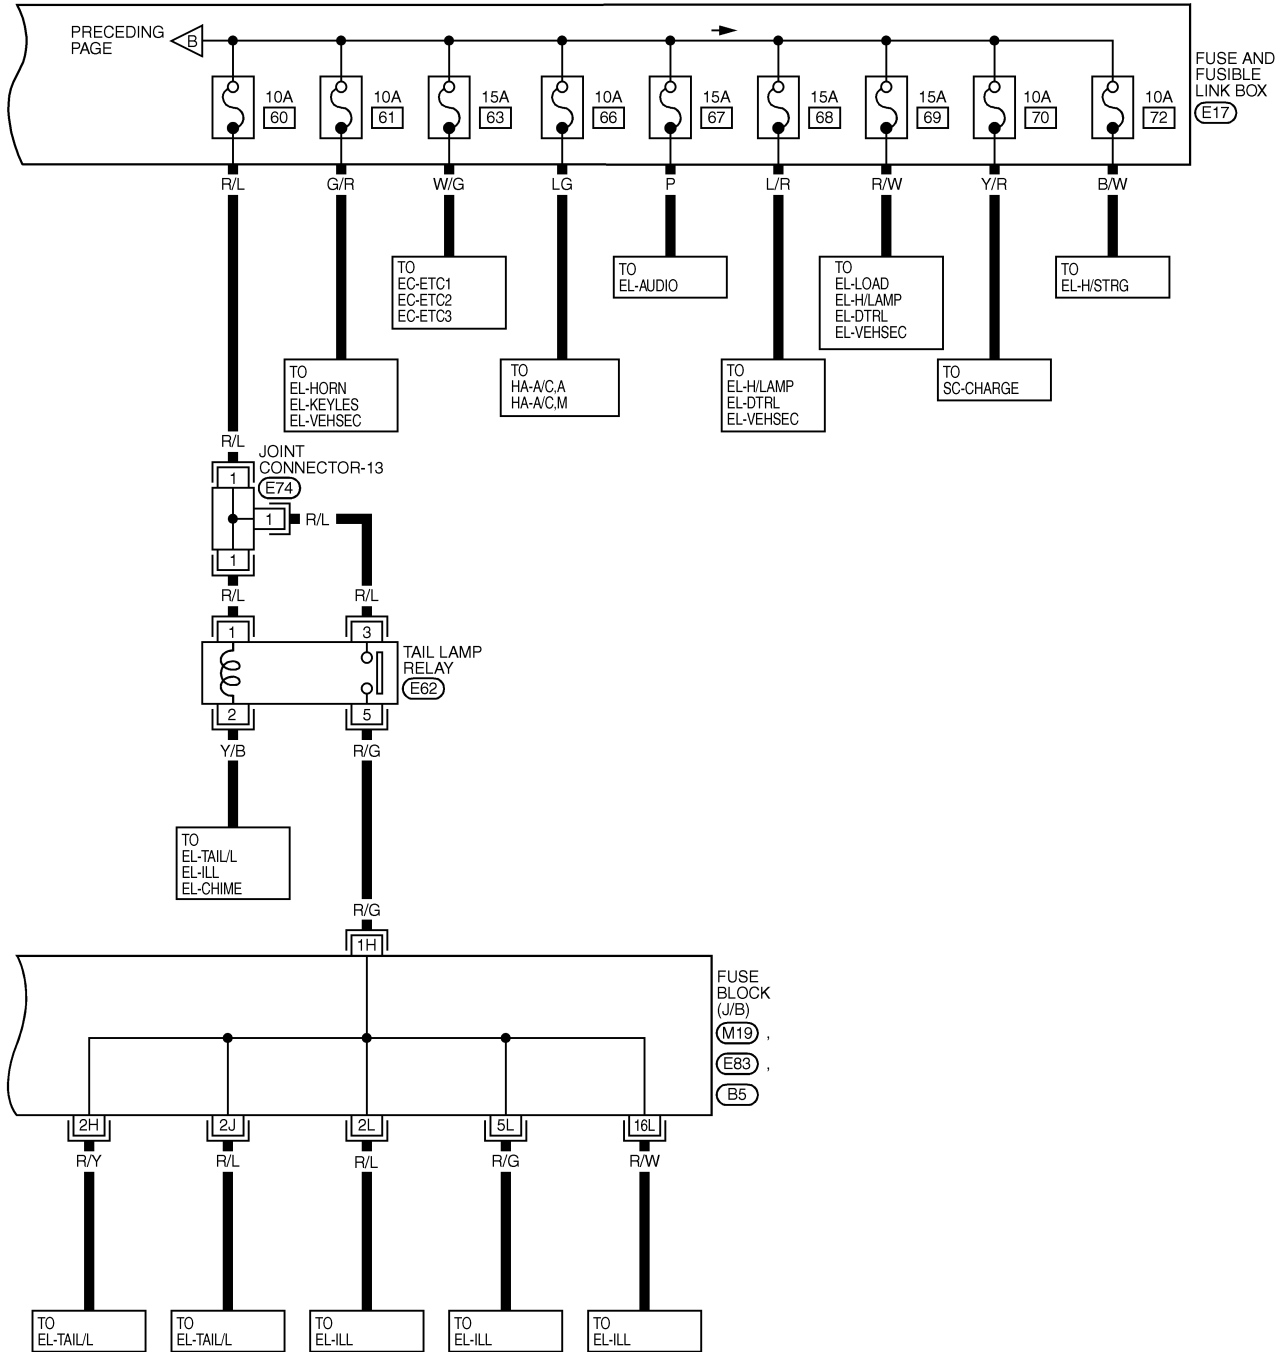 PRECEDING
PAGE
B
FUSE AND
FUSIBLE
LINK BOX
E17
10A
60
10A
61
15A
63
10A
66
15A
67
15A
68
15A
69
10A
70
10A
72
R/L
G/R
W/G
LG
P
L/R
R/W
Y/R
B/W
TO
EC-ETC1
EC-ETC2
EC-ETC3
TO
EL-AUDIO
TO
EL-LOAD
EL-H/LAMP
EL-DTRL
EL-VEHSEC
TO
EL-H/STRG
TO
EL-HORN
EL-KEYLES
EL-VEHSEC
TO
HA-A/C,A
HA-A/C,M
TO
EL-H/LAMP
EL-DTRL
EL-VEHSEC
TO
SC-CHARGE
R/L
JOINT
CONNECTOR-13
E74
1
1
R/L
1
R/L
R/L
1
3
TAIL LAMP
RELAY
E62
2
5
Y/B
R/G
TO
EL-TAIL/L
EL-ILL
EL-CHIME
R/G
1H
FUSE
BLOCK
(J/B)
M19 ,
E83 ,
B5
2H
2J
2L
5L
16L
R/Y
R/L
R/L
R/G
R/W
TO
EL-TAIL/L
TO
EL-TAIL/L
TO
EL-ILL
TO
EL-ILL
TO
EL-ILL